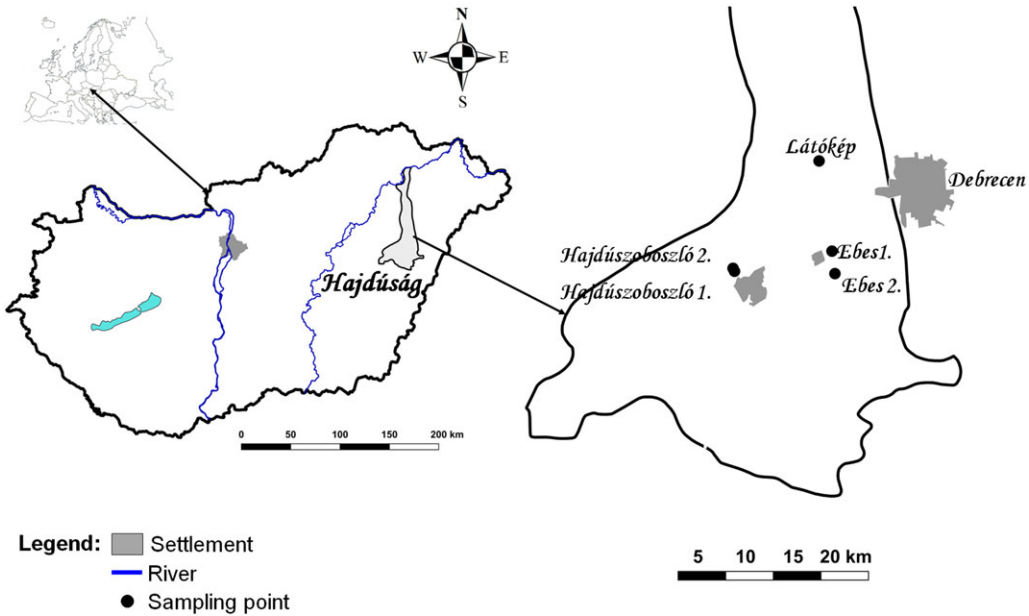 N
W E
S
Látókép
Debrecen
Hajdúszoboszló 2.
Ebes1.
Hajdúszoboszló 1.
Ebes 2.
Hajdúság
0 50 100 150 200 km
Legend:
Settlement
River
Sampling point
5 10 15 20 km